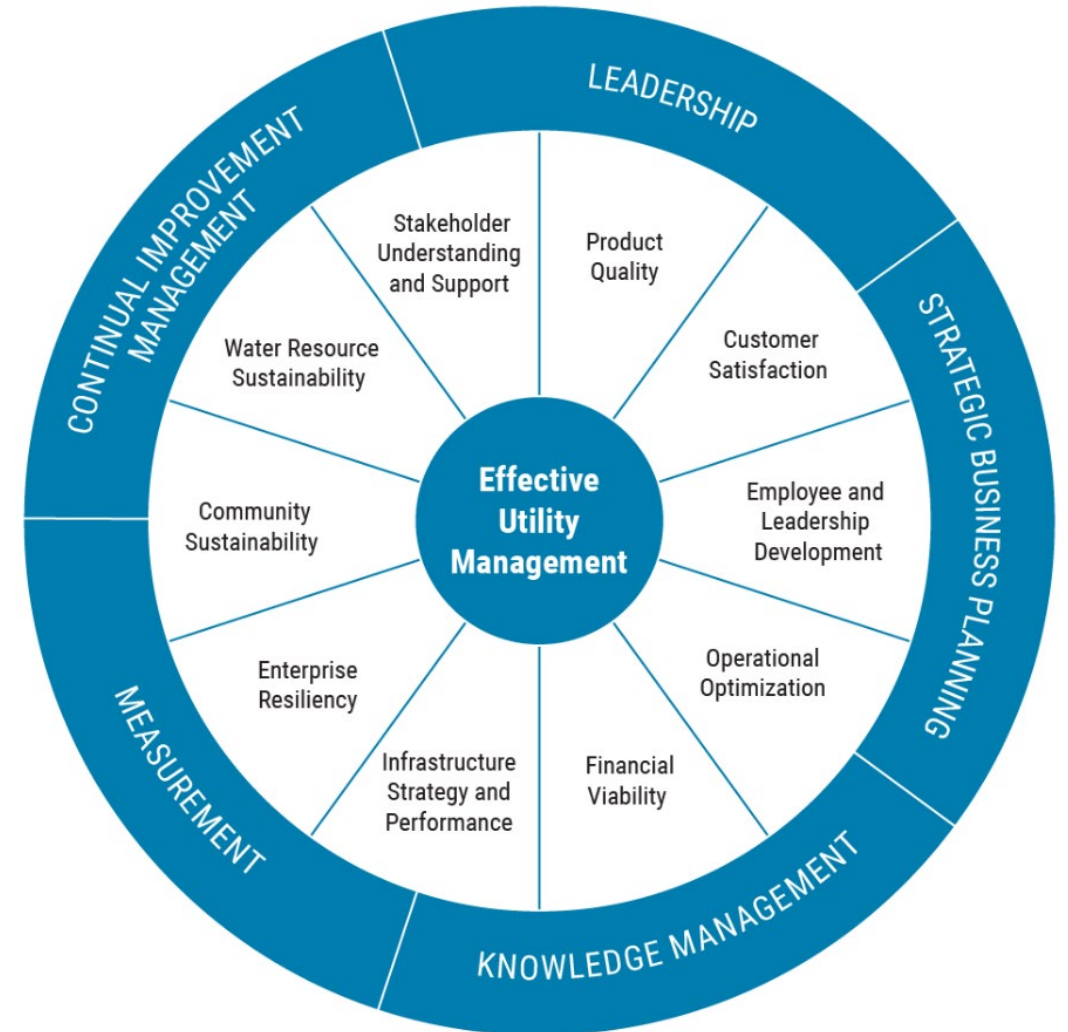 LEADERSHIP
STRATEGIC BUSINESS PLANNING
KNOWLEDGE MANAGEMENT
MEASUREMENT
CONTINUAL IMPROVEMENT
MANAGEMENT
Product
Quality
Customer
Satisfaction
Employee and
Leadership
Development
Operational
Optimization
Financial
Viability
Infrastructure
Strategy and
Performance
Enterprise
Resiliency
Community
Sustainability
Water Resource
Sustainability
Stakeholder
Understanding
and Support
Effective
Utility
Management